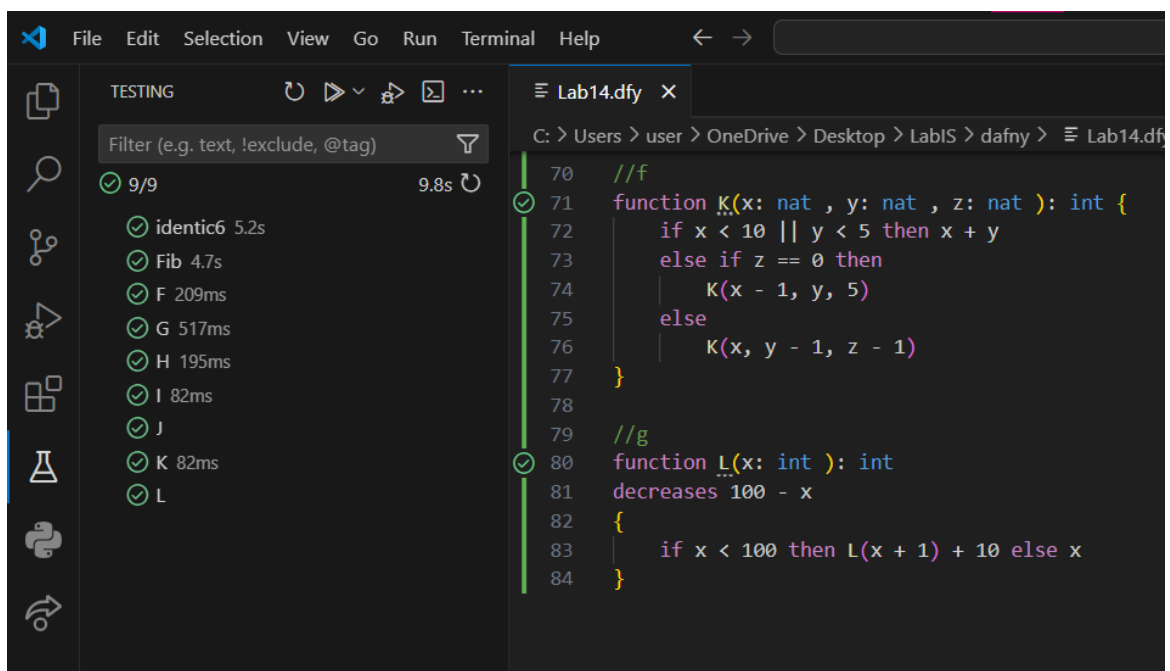 File Edit Selection View Go Run Terminal Help
TESTING
Filter (e.g. text, !exclude, @tag)
9/9 9.8s
identic6 5.2s
Fib 4.7s
F 209ms
G 517ms
H 195ms
I 82ms
J
K 82ms
L
Lab14.dfy
C: > Users > user > OneDrive > Desktop > LabIS > dafny > Lab14.dfy
70 //f
71 function K(x: nat , y: nat , z: nat ): int {
72 if x < 10 || y < 5 then x + y
73 else if z == 0 then
74 K(x - 1, y, 5)
75 else
76 K(x, y - 1, z - 1)
77 }
78
79 //g
80 function L(x: int ): int
81 decreases 100 - x
82 {
83 if x < 100 then L(x + 1) + 10 else x
84 }